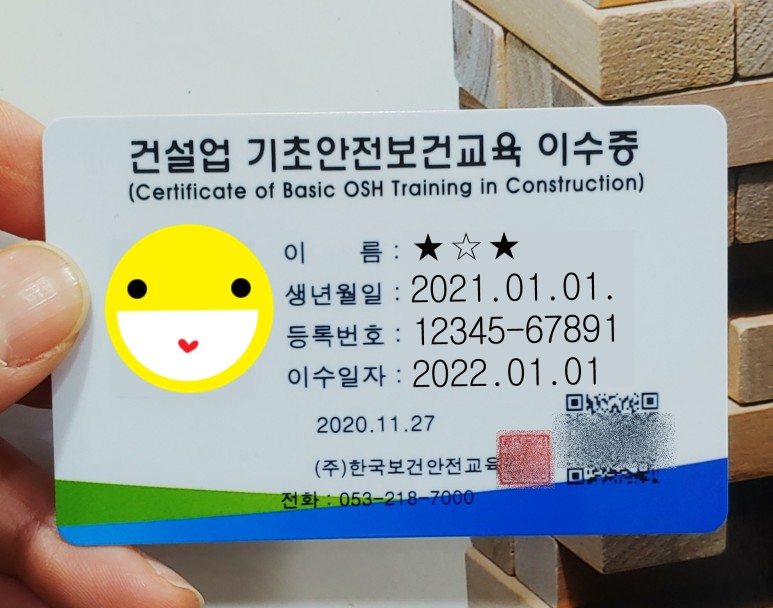 건설업 기초안전보건교육 이수증
(Certificate of Basic OSH Training in Construction)
이 름 : ★☆★
생년월일 : 2021.01.01.
등록번호 : 12345-67891
이수일자 : 2022.01.01
2020.11.27
(주)한국보건안전교육
전화 : 053-218-7000